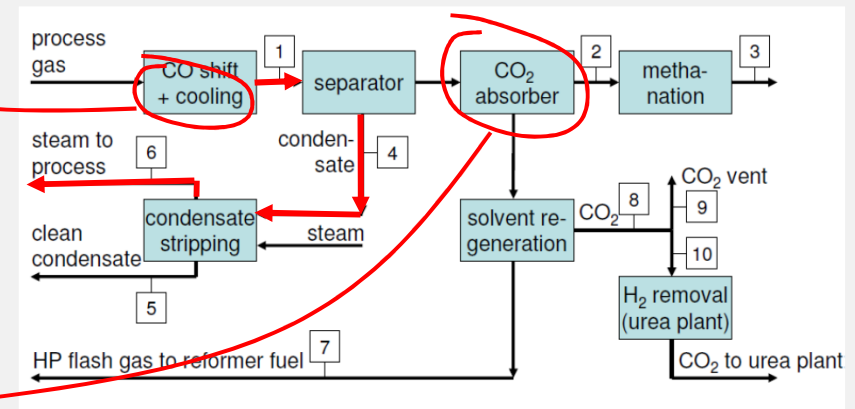 process
gas
CO shift
+ cooling
1
separator
CO2
absorber
2
metha-
nation
3
steam to
process
6
conden-
sate
4
clean
condensate
condensate
stripping
steam
5
solvent re-
generation
CO2
8
CO2 vent
9
10
H2 removal
(urea plant)
HP flash gas to reformer fuel
7
CO2 to urea plant